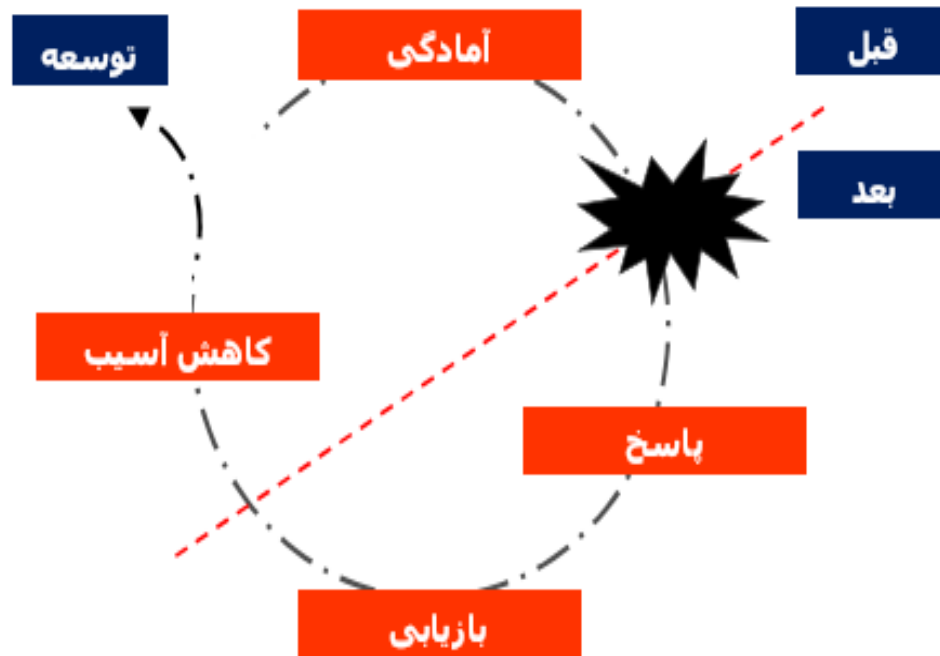 قبل
آمادگی
توسعه
بعد
کاهش آسیب
پاسخ
بازیابی